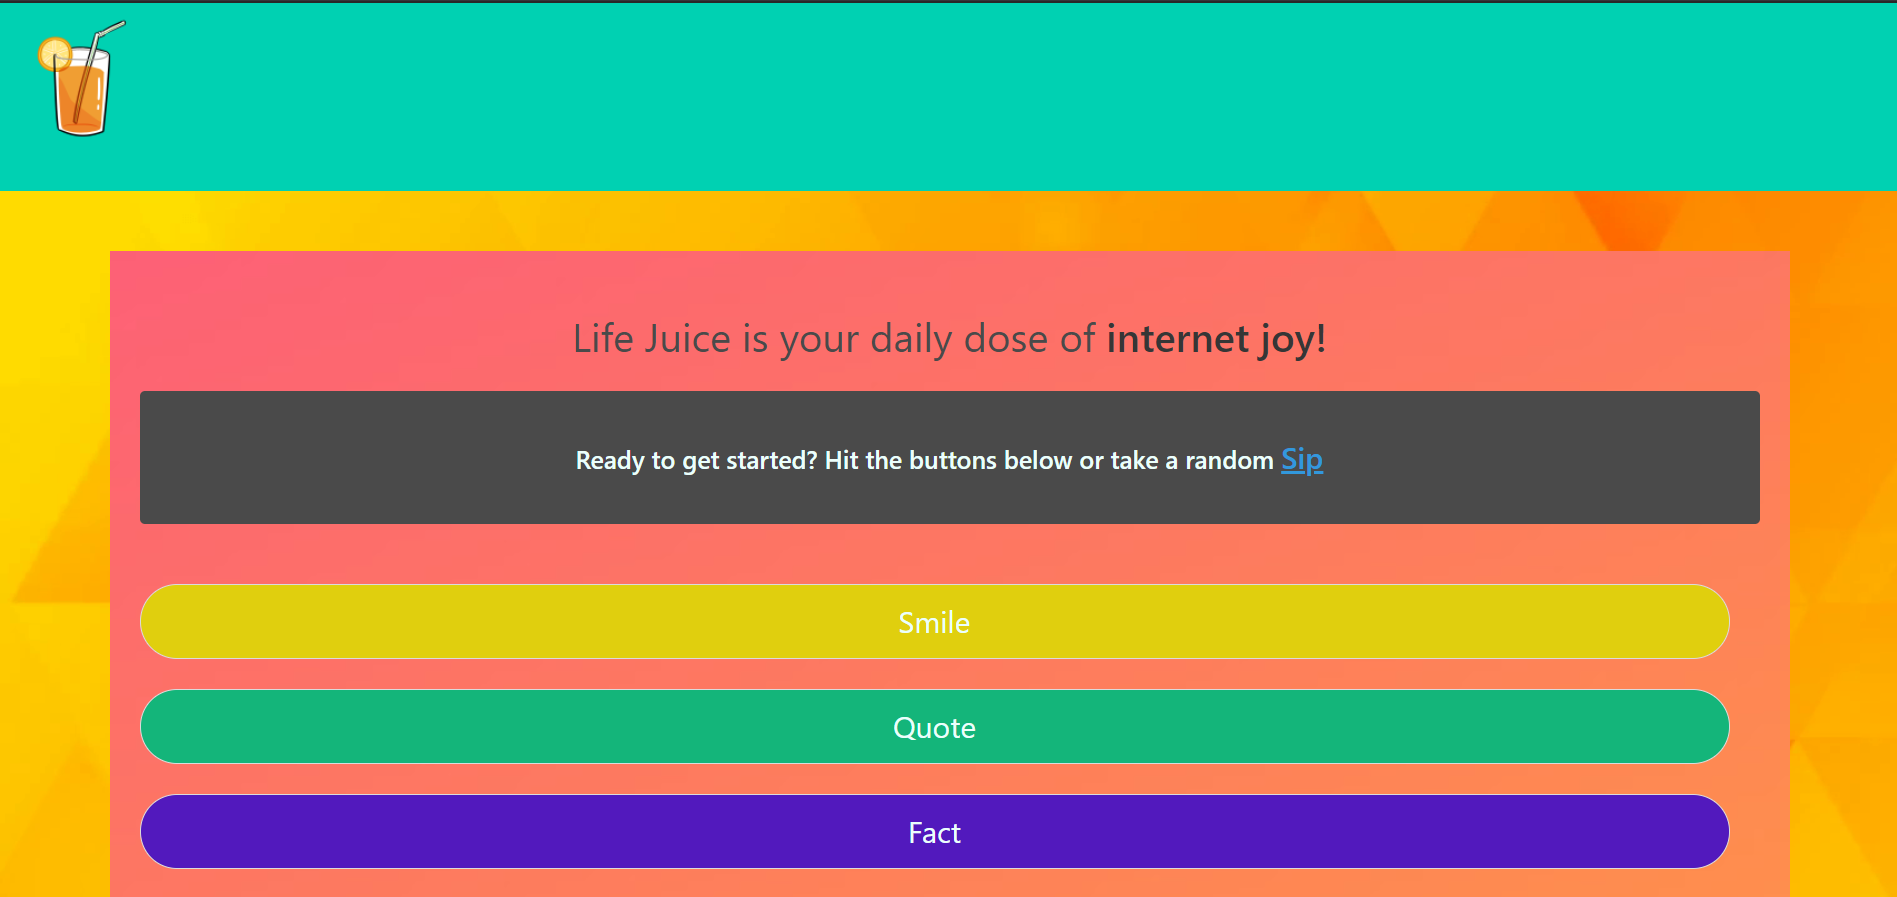 Life Juice is your daily dose of internet joy!
Ready to get started? Hit the buttons below or take a random Sip
Smile
Quote
Fact